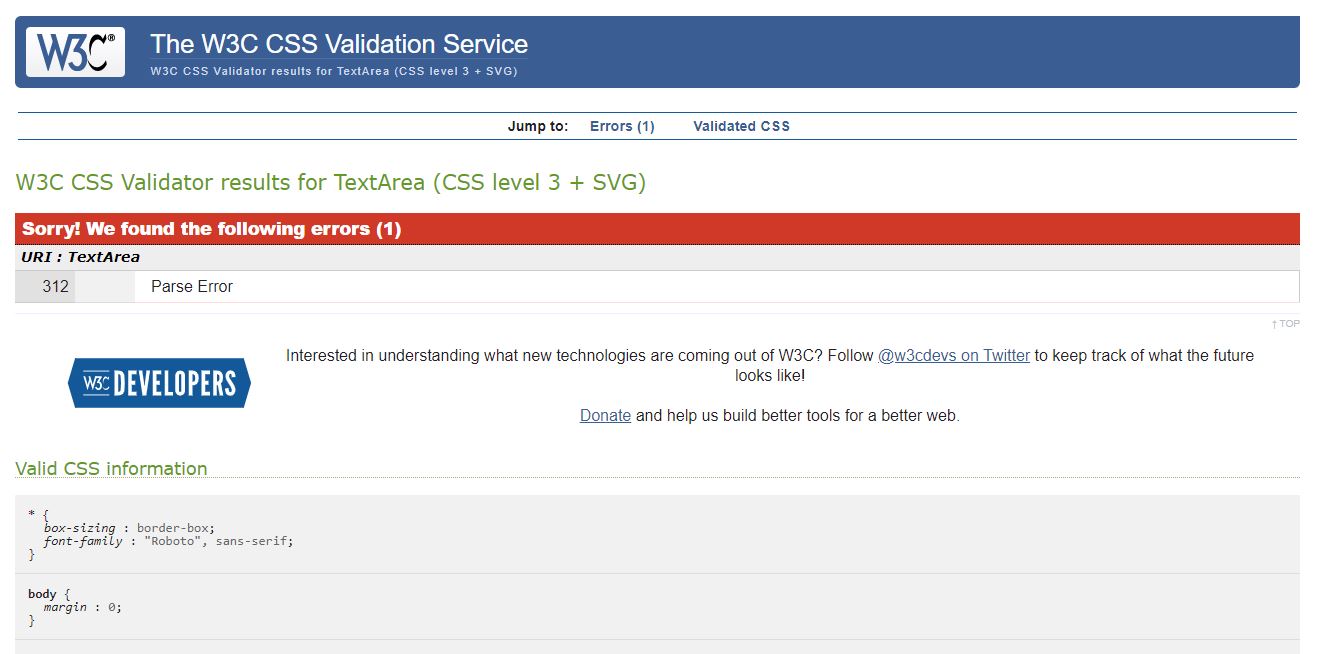 W3C®
The W3C CSS Validation Service
W3C CSS Validator results for TextArea (CSS level 3 + SVG)
Jump to: Errors (1) Validated CSS
W3C CSS Validator results for TextArea (CSS level 3 + SVG)
Sorry! We found the following errors (1)
URI : TextArea
312 Parse Error
↑ TOP
W3C DEVELOPERS
Interested in understanding what new technologies are coming out of W3C? Follow @w3cdevs on Twitter to keep track of what the future
looks like!
Donate and help us build better tools for a better web.
Valid CSS information
* {
box-sizing : border-box;
font-family : "Roboto", sans-serif;
}
body {
margin : 0;
}